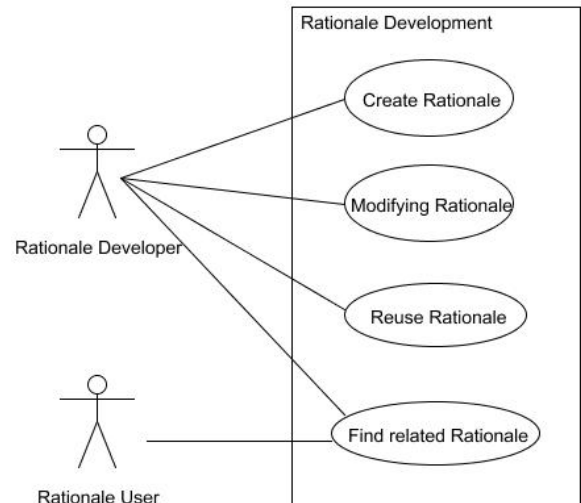 Rationale Development
Create Rationale
Modifying Rationale
Rationale Developer
Reuse Rationale
Find related Rationale
Rationale User